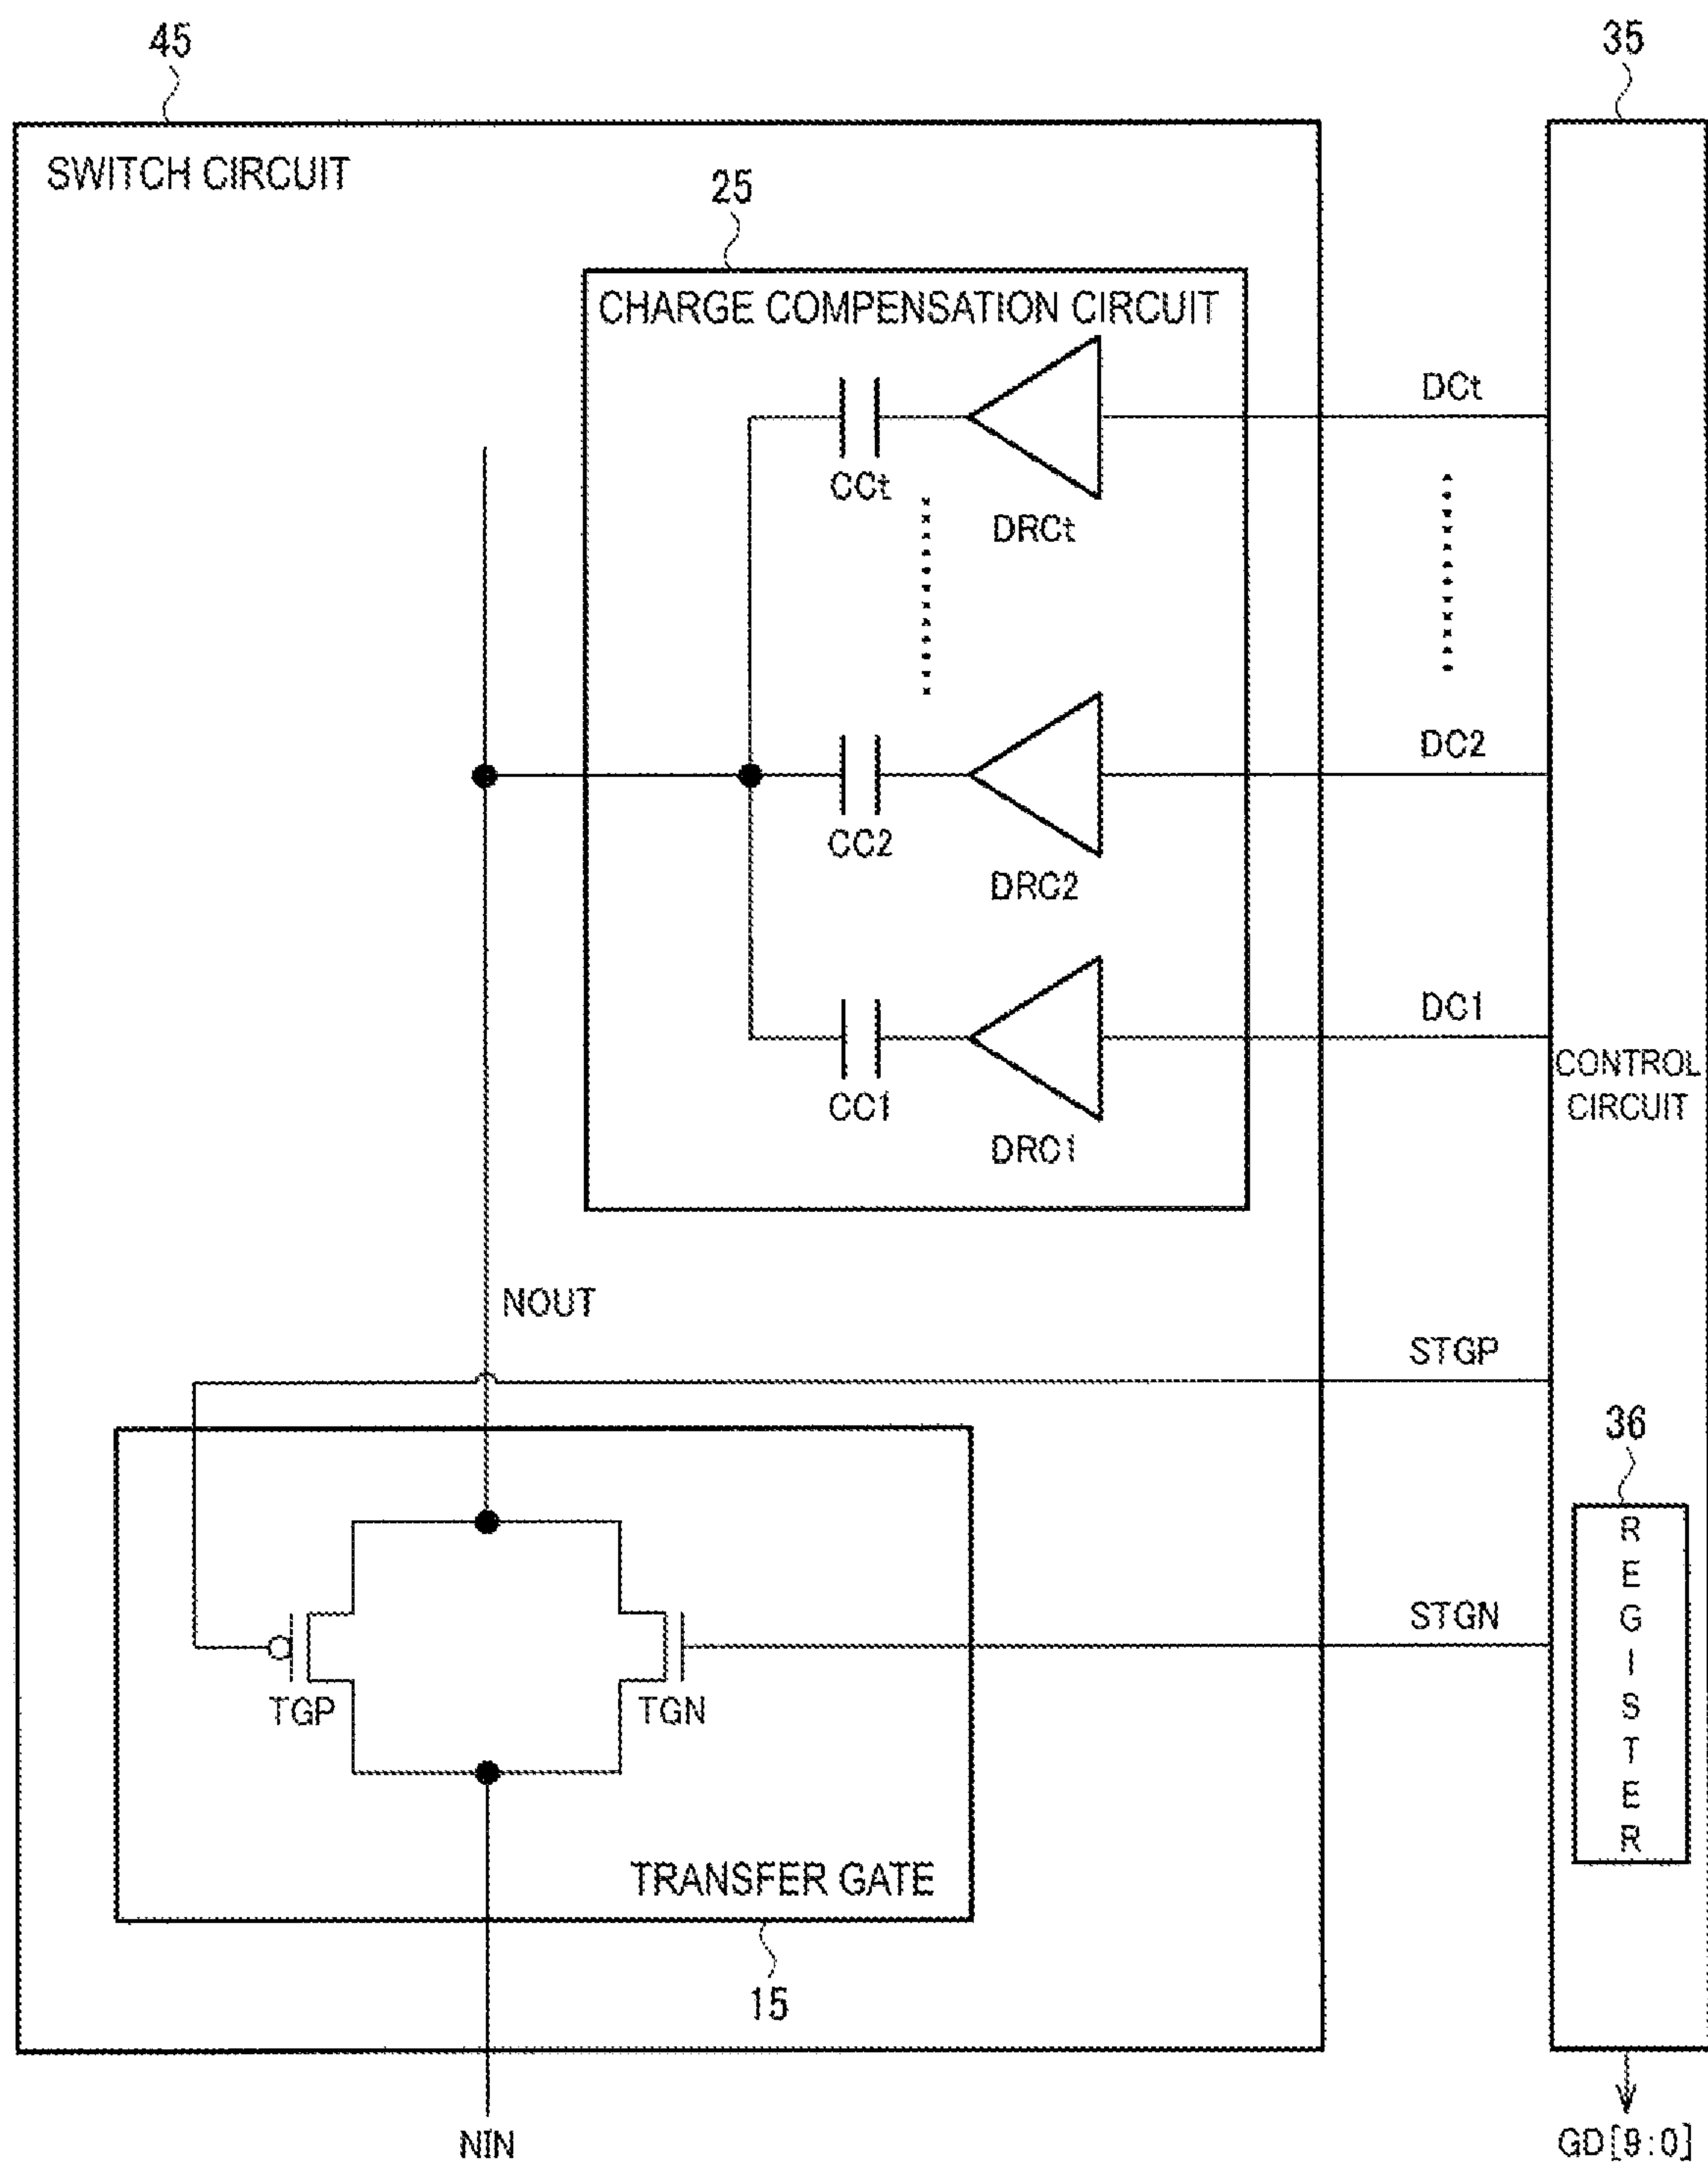 45
35
SWITCH CIRCUIT
25
CHARGE COMPENSATION CIRCUIT
DCt
CCt
DRCt
DC2
CC2
DRC2
DC1
CC1
DRC1
CONTROL
CIRCUIT
NOUT
STGP
36
REGISTER
STGN
TGP
TGN
TRANSFER GATE
15
NIN
GD[9:0]